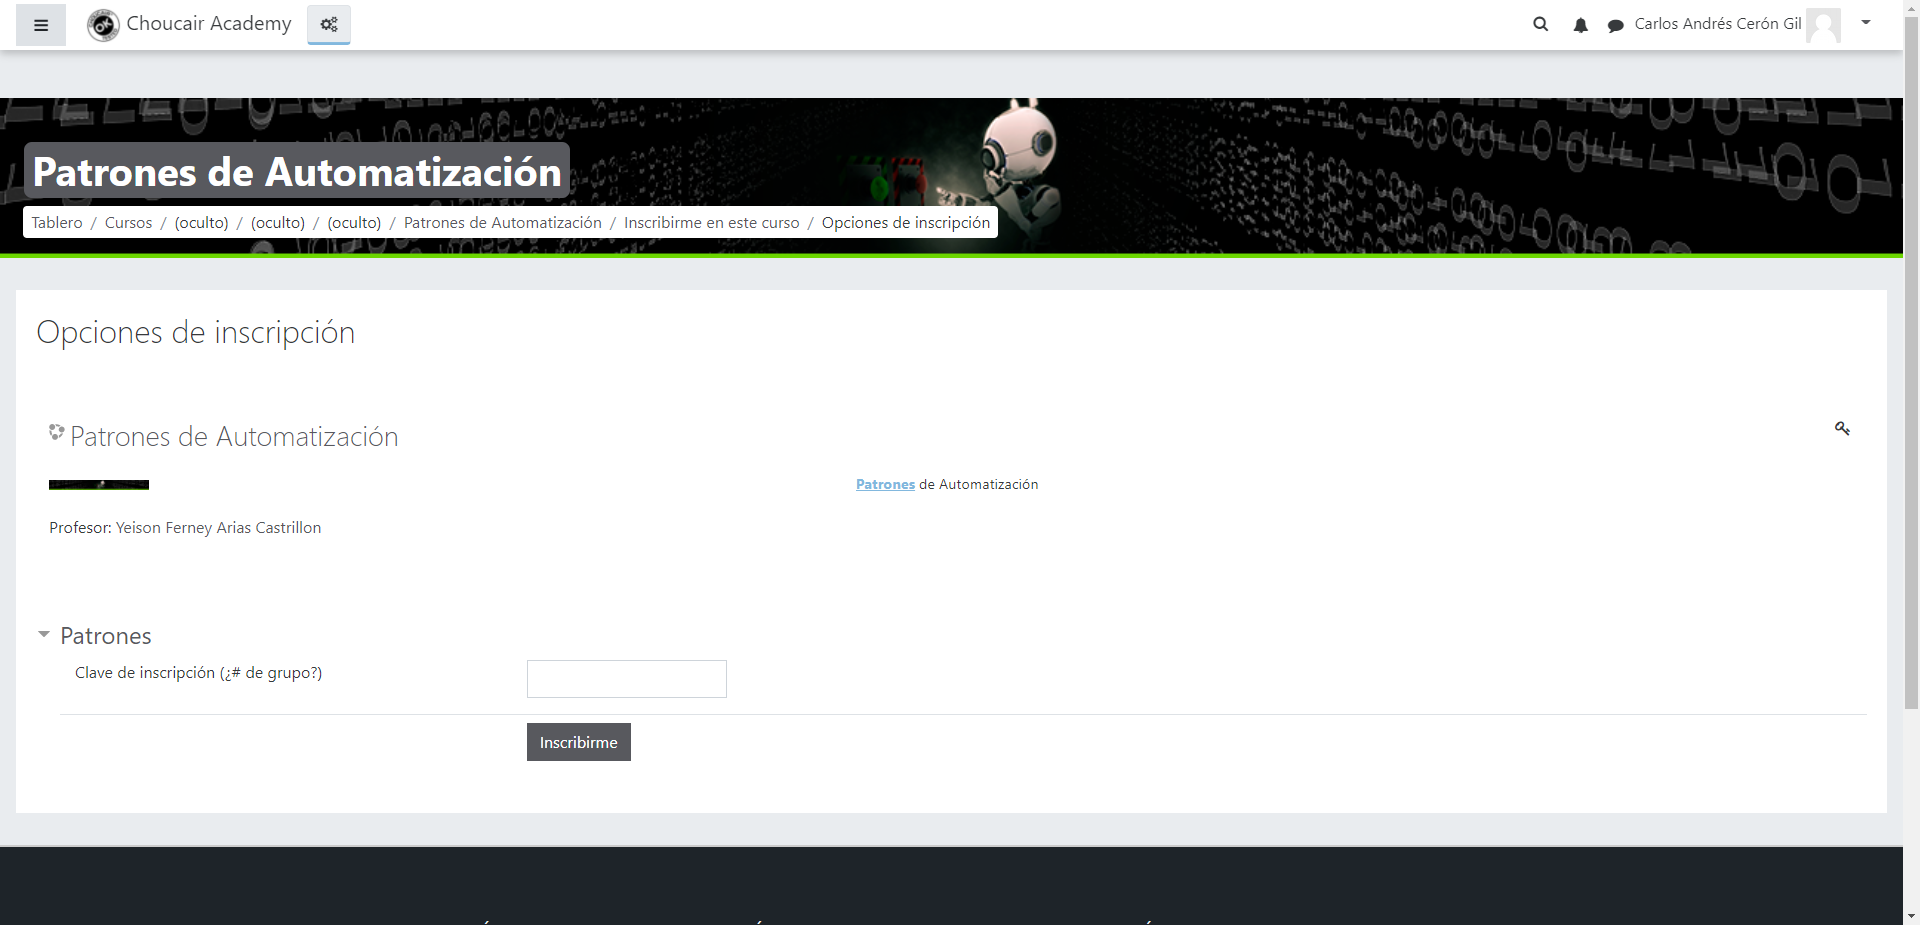 Choucair Academy
Carlos Andrés Cerón Gil
Patrones de Automatización
Tablero / Cursos / (oculto) / (oculto) / (oculto) / Patrones de Automatización / Inscribirme en este curso / Opciones de inscripción
Opciones de inscripción
Patrones de Automatización
Patrones de Automatización
Profesor: Yeison Ferney Arias Castrillon
Patrones
Clave de inscripción (¿# de grupo?)
Inscribirme